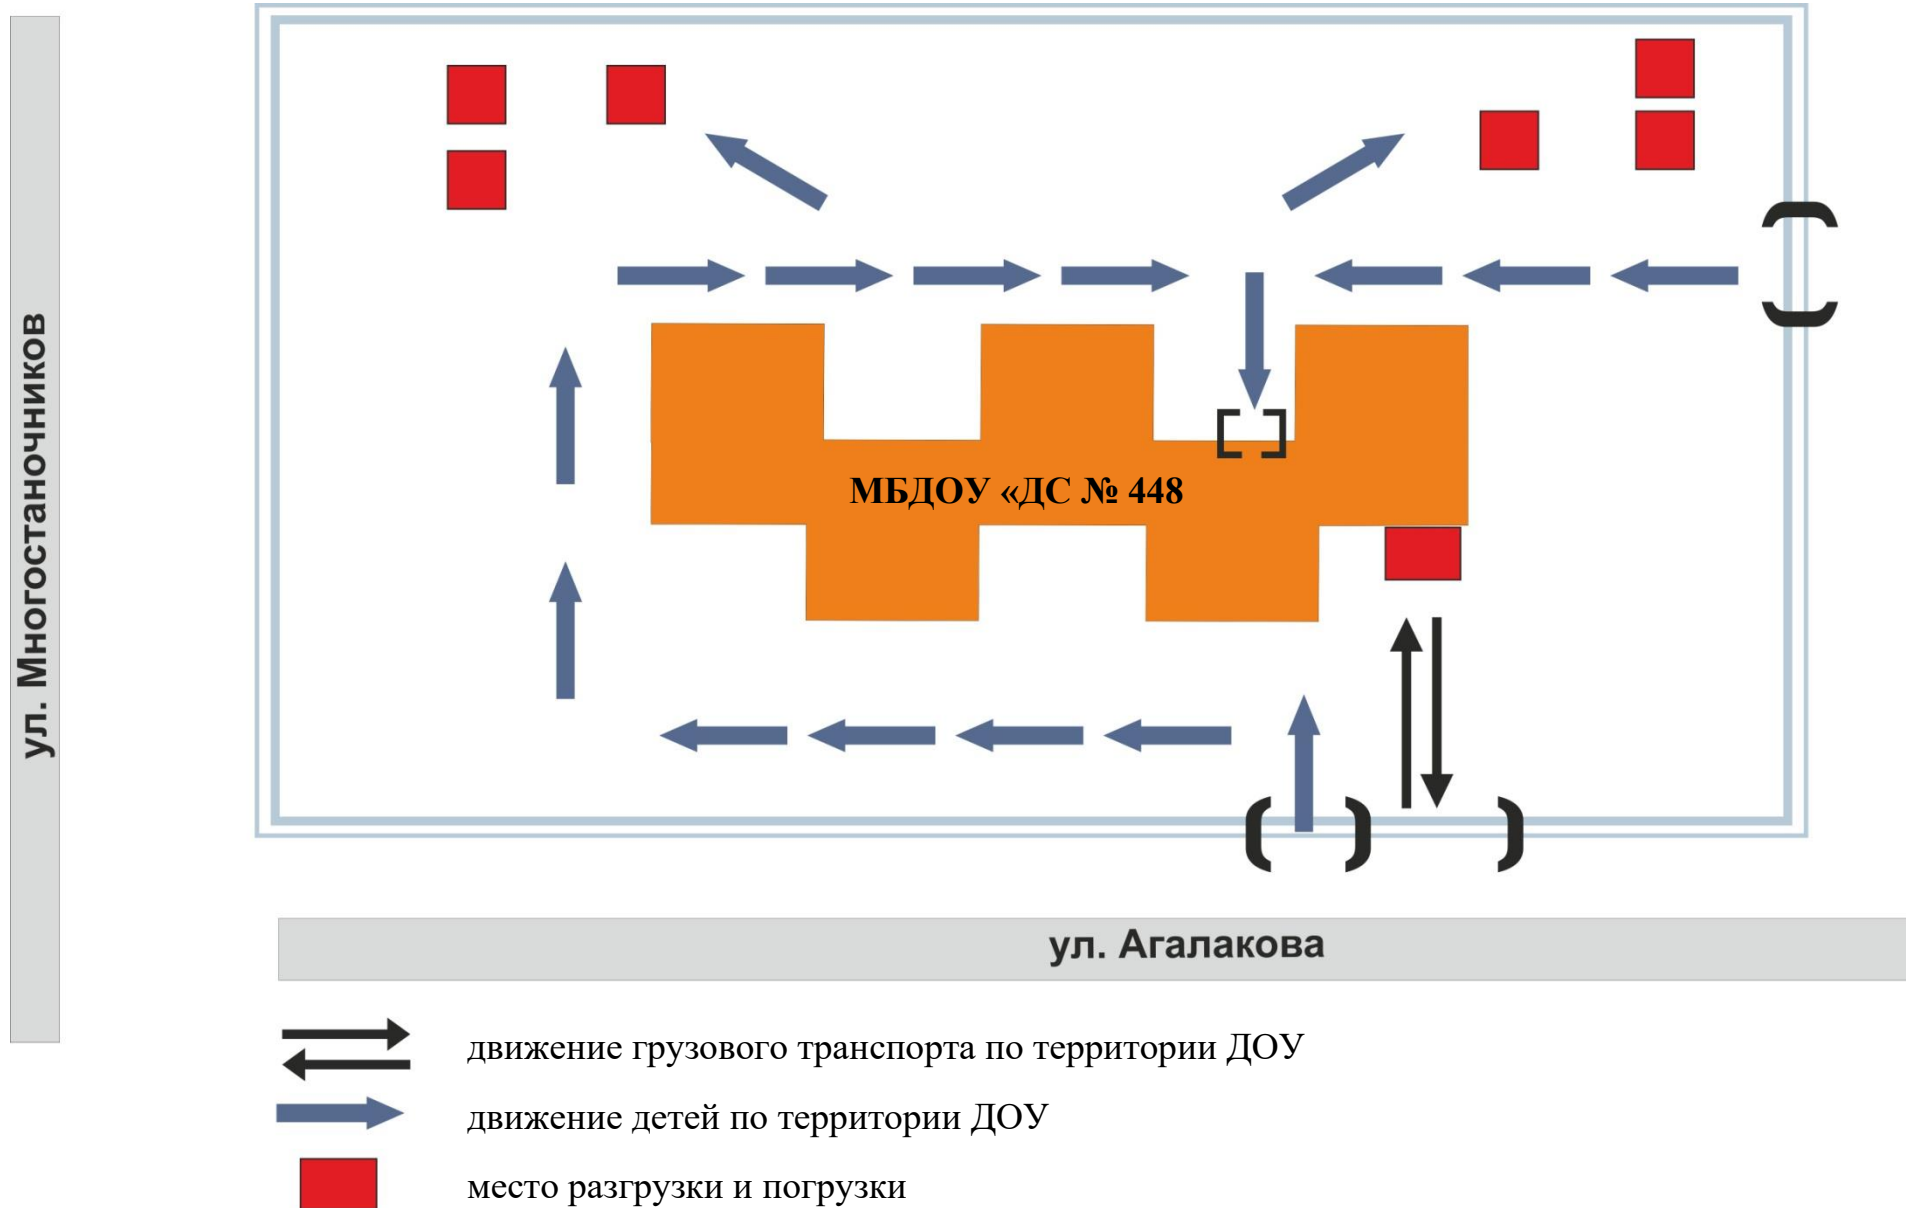 ул. Многостаночников
МБДОУ «ДС № 448
ул. Агалакова
движение грузового транспорта по территории ДОУ
движение детей по территории ДОУ
место разгрузки и погрузки